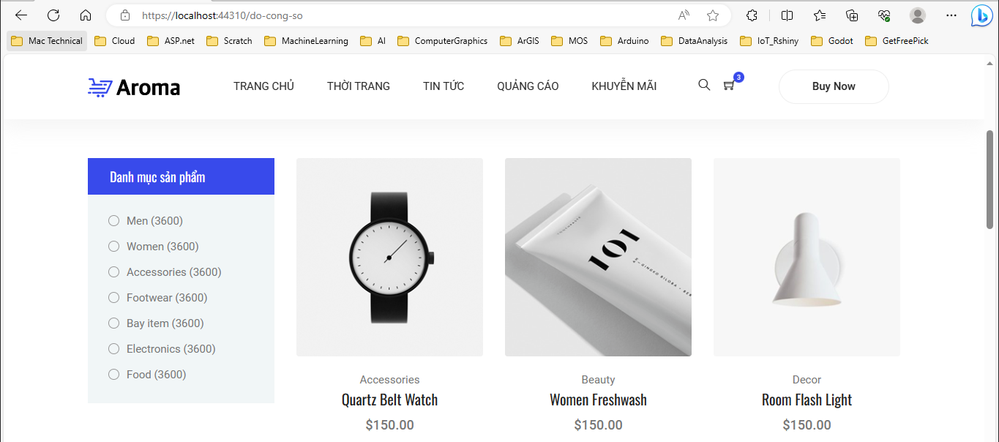 https://localhost:44310/do-cong-so
Mac Technical Cloud ASP.net Scratch MachineLearning AI ComputerGraphics ArGIS MOS Arduino DataAnalysis IoT_Rshiny Godot GetFreePick
Aroma TRANG CHỦ THỜI TRANG TIN TỨC QUẢNG CÁO KHUYỄN MÃI 3 Buy Now
Danh mục sản phẩm
Men (3600)
Women (3600)
Accessories (3600)
Footwear (3600)
Bay item (3600)
Electronics (3600)
Food (3600)
101
Accessories
Quartz Belt Watch
$150.00
Beauty
Women Freshwash
$150.00
Decor
Room Flash Light
$150.00